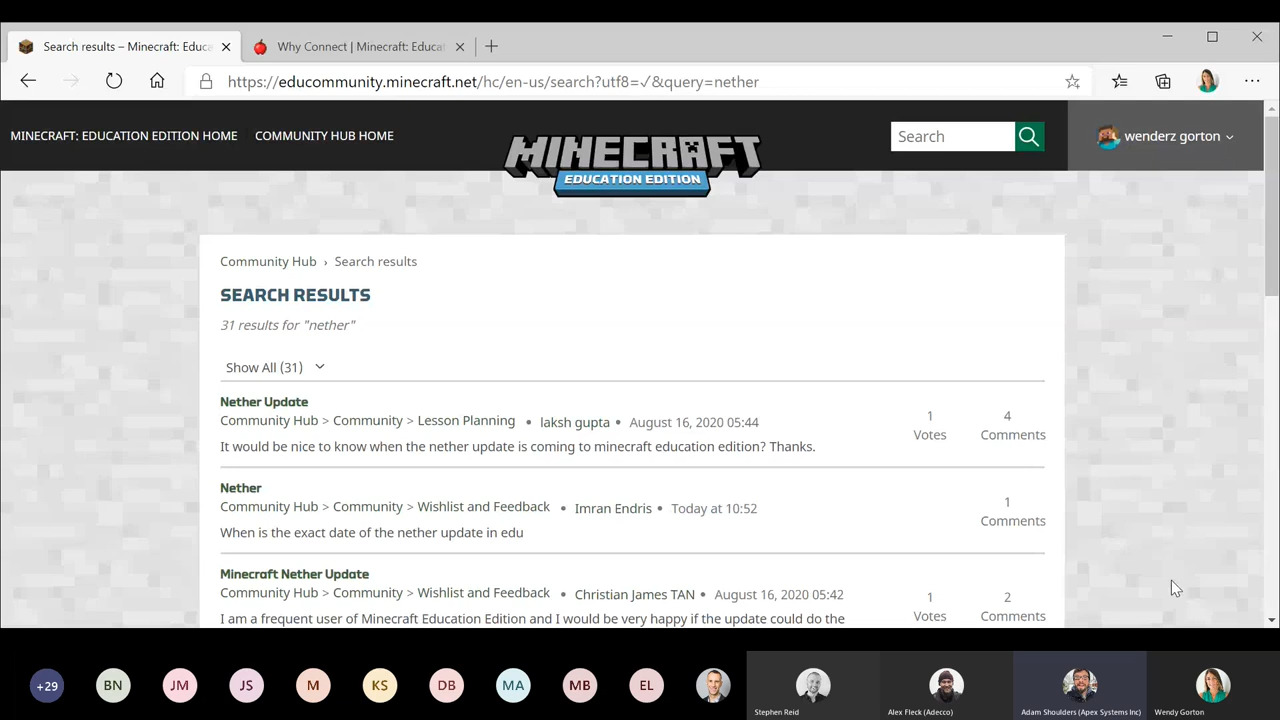 Search results – Minecraft: Educa
Why Connect | Minecraft: Educat
https://educommunity.minecraft.net/hc/en-us/search?utf8=✓&query=nether
MINECRAFT: EDUCATION EDITION HOME
COMMUNITY HUB HOME
MINECRAFT
EDUCATION EDITION
Search
wenderz gorton
Community Hub › Search results
SEARCH RESULTS
31 results for "nether"
Show All (31)
Nether Update
Community Hub > Community > Lesson Planning • laksh gupta • August 16, 2020 05:44
It would be nice to know when the nether update is coming to minecraft education edition? Thanks.
1 Votes
4 Comments
Nether
Community Hub > Community > Wishlist and Feedback • Imran Endris • Today at 10:52
When is the exact date of the nether update in edu
1 Comments
Minecraft Nether Update
Community Hub > Community > Wishlist and Feedback • Christian James TAN • August 16, 2020 05:42
I am a frequent user of Minecraft Education Edition and I would be very happy if the update could do the
1 Votes
2 Comments
+29 BN JM JS M KS DB MA MB EL
Stephen Reid
Alex Fleck (Adecco)
Adam Shoulders (Apex Systems Inc)
Wendy Gorton